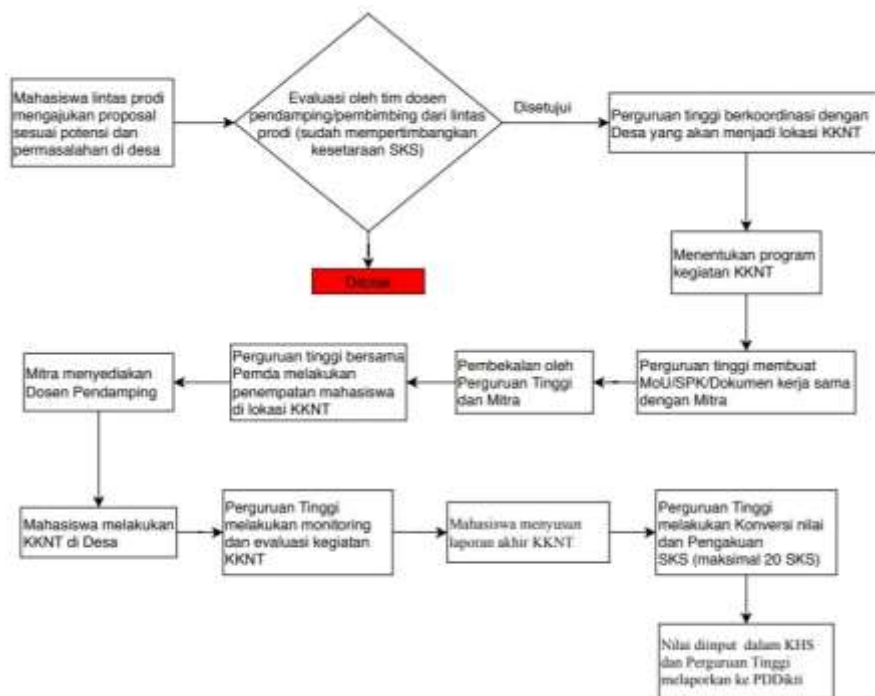 Mahasiswa lintas prodi
mengajukan proposal
sesuai potensi dan
permasalahan di desa
Evaluasi oleh tim dosen
pendamping/pembimbing dari lintas
prodi (sudah mempertimbangkan
kesetaraan SKS)
Disetujui
Perguruan tinggi berkoordinasi dengan
Desa yang akan menjadi lokasi KKNT
Ditolak
Menentukan program
kegiatan KKNT
Perguruan tinggi membuat
MoU/SPK/Dokumen kerja sama
dengan Mitra
Pembekalan oleh
Perguruan Tinggi
dan Mitra
Perguruan tinggi bersama
Pemda melakukan
penempatan mahasiswa
di lokasi KKNT
Mitra menyediakan
Dosen Pendamping
Mahasiswa melakukan
KKNT di Desa
Perguruan Tinggi
melakukan monitoring
dan evaluasi kegiatan
KKNT
Mahasiswa menyusun
laporan akhir KKNT
Perguruan Tinggi
melakukan Konversi nilai
dan Pengakuan
SKS (maksimal 20 SKS)
Nilai diinput dalam KHS
dan Perguruan Tinggi
melaporkan ke PDDikti